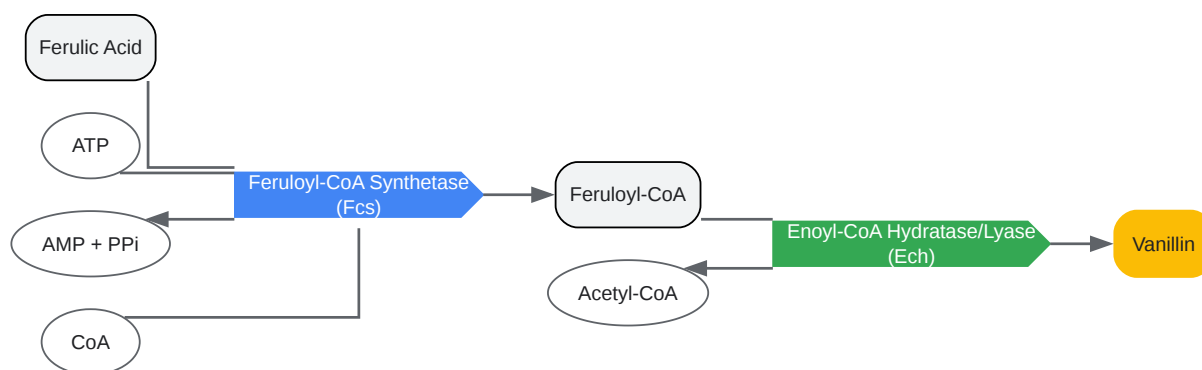 Ferulic Acid
ATP
Feruloyl-CoA Synthetase
(Fcs)
AMP + PPi
CoA
Feruloyl-CoA
Enoyl-CoA Hydratase/Lyase
(Ech)
Acetyl-CoA
Vanillin